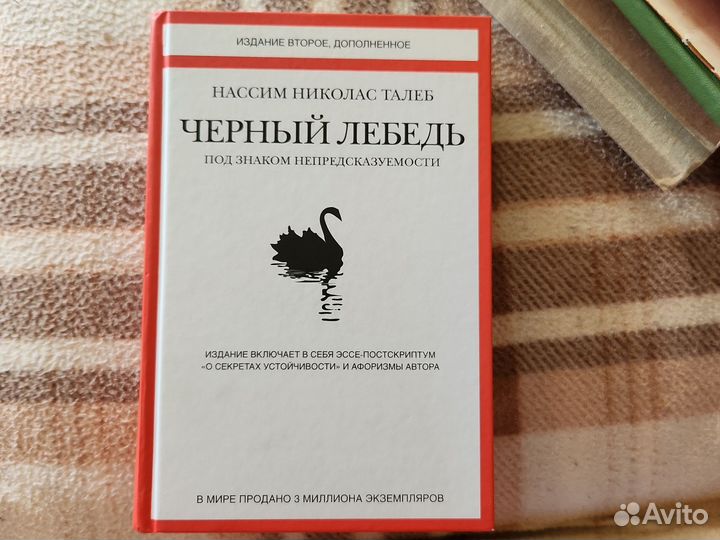 ИЗДАНИЕ ВТОРОЕ, ДОПОЛНЕННОЕ
НАССИМ НИКОЛАС ТАЛЕБ
ЧЕРНЫЙ ЛЕБЕДЬ
ПОД ЗНАКОМ НЕПРЕДСКАЗУЕМОСТИ
ИЗДАНИЕ ВКЛЮЧАЕТ В СЕБЯ ЭССЕ-ПОСТСКРИПТУМ
«О СЕКРЕТАХ УСТОЙЧИВОСТИ» И АФОРИЗМЫ АВТОРА
В МИРЕ ПРОДАНО 3 МИЛЛИОНА ЭКЗЕМПЛЯРОВ
Avito